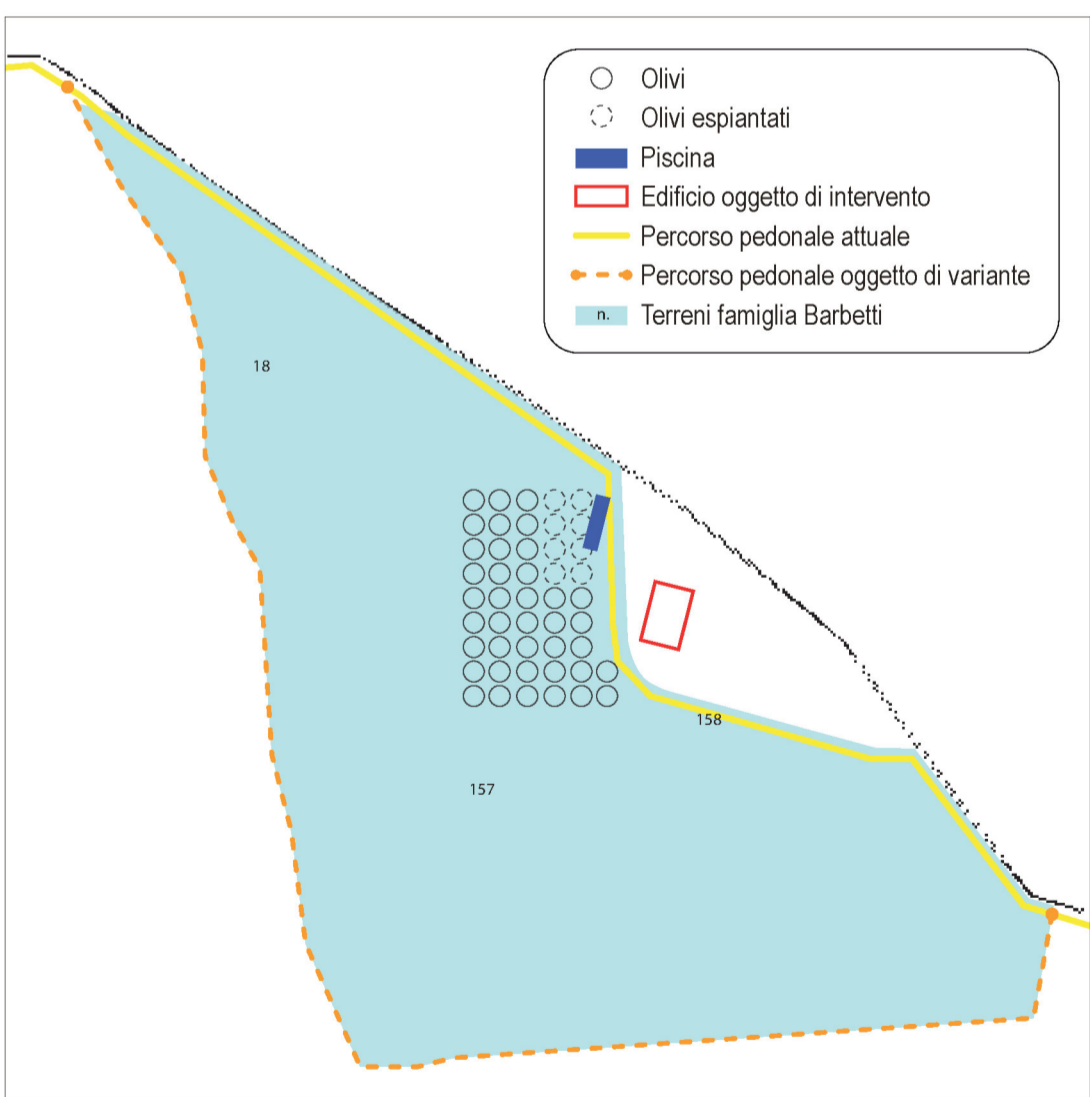 Olivi
Olivi espiantati
Piscina
Edificio oggetto di intervento
Percorso pedonale attuale
Percorso pedonale oggetto di variante
n. Terreni famiglia Barbetti
18
158
157